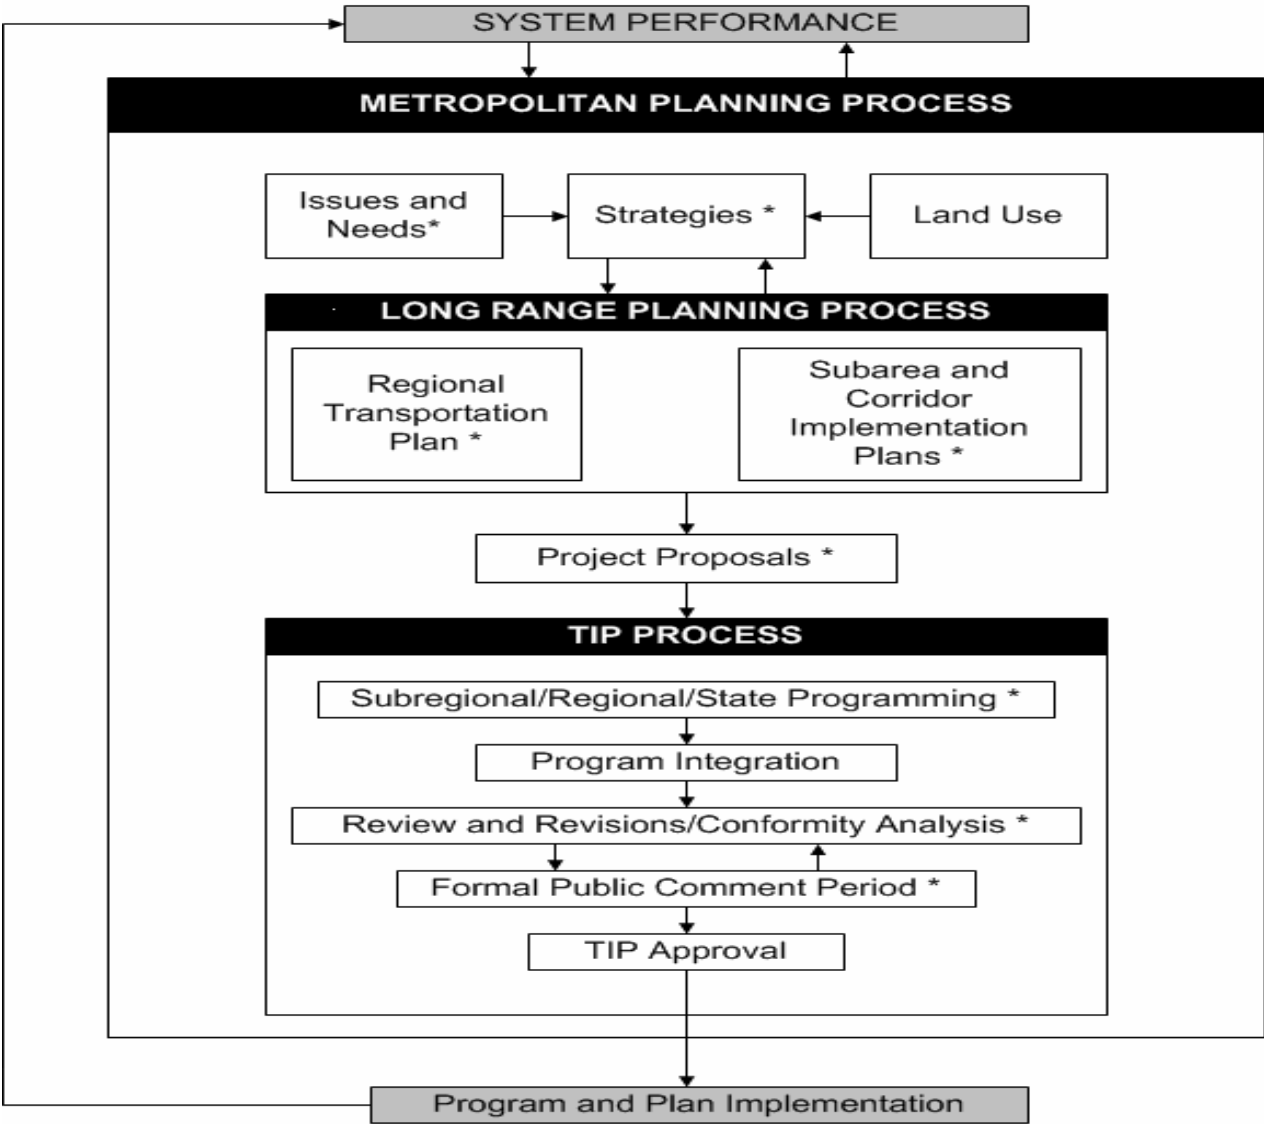 SYSTEM PERFORMANCE
METROPOLITAN PLANNING PROCESS
Issues and
Needs*
Strategies *
Land Use
LONG RANGE PLANNING PROCESS
Regional
Transportation
Plan *
Subarea and
Corridor
Implementation
Plans *
Project Proposals *
TIP PROCESS
Subregional/Regional/State Programming *
Program Integration
Review and Revisions/Conformity Analysis *
Formal Public Comment Period *
TIP Approval
Program and Plan Implementation